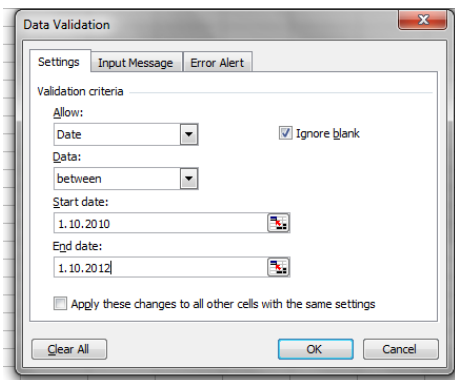 Data Validation
Settings Input Message Error Alert
Validation criteria
Allow:
Date Ignore blank
Data:
between
Start date:
1.10.2010
End date:
1.10.2012
Apply these changes to all other cells with the same settings
Clear All OK Cancel